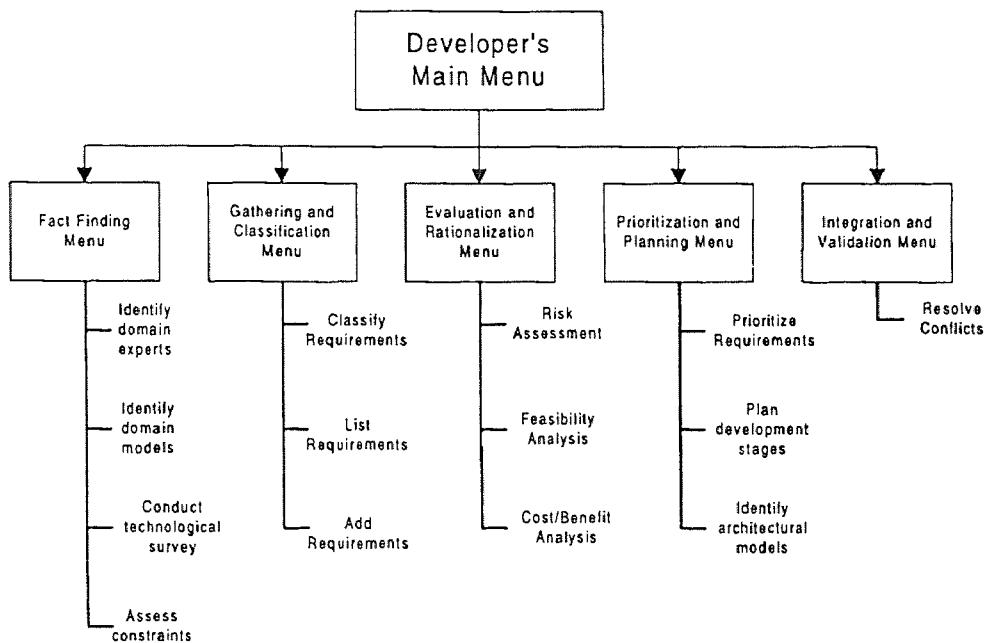 Developer's
Main Menu
Fact Finding
Menu
Gathering and
Classification
Menu
Evaluation and
Rationalization
Menu
Prioritization and
Planning Menu
Integration and
Validation Menu
Identify
domain
experts
Identify
domain
models
Conduct
technological
survey
Assess
constraints
Classify
Requirements
List
Requirements
Add
Requirements
Risk
Assessment
Feasibility
Analysis
Cost/Benefit
Analysis
Prioritize
Requirements
Plan
development
stages
Identify
architectural
models
Resolve
Conflicts